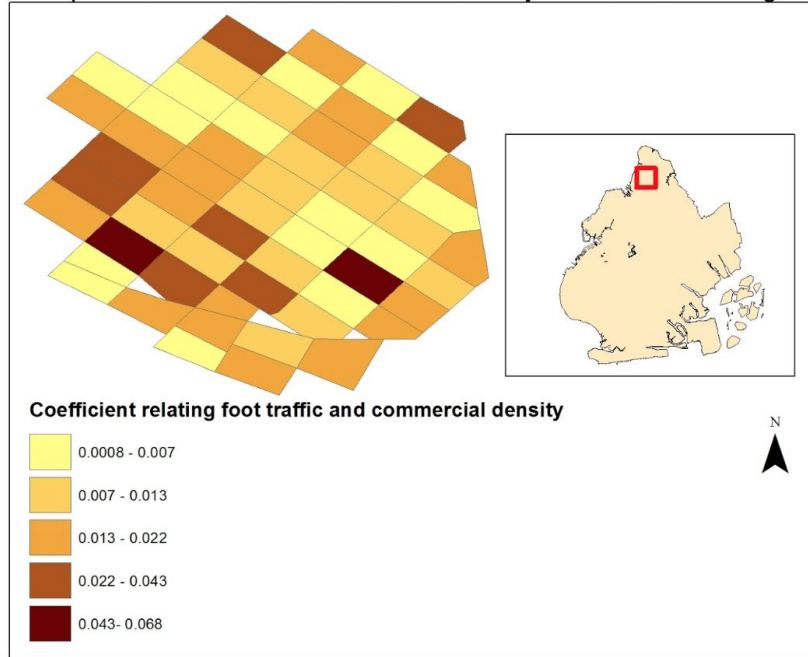 Coefficient relating foot traffic and commercial density
0.0008 - 0.007
0.007 - 0.013
0.013 - 0.022
0.022 - 0.043
0.043- 0.068
N